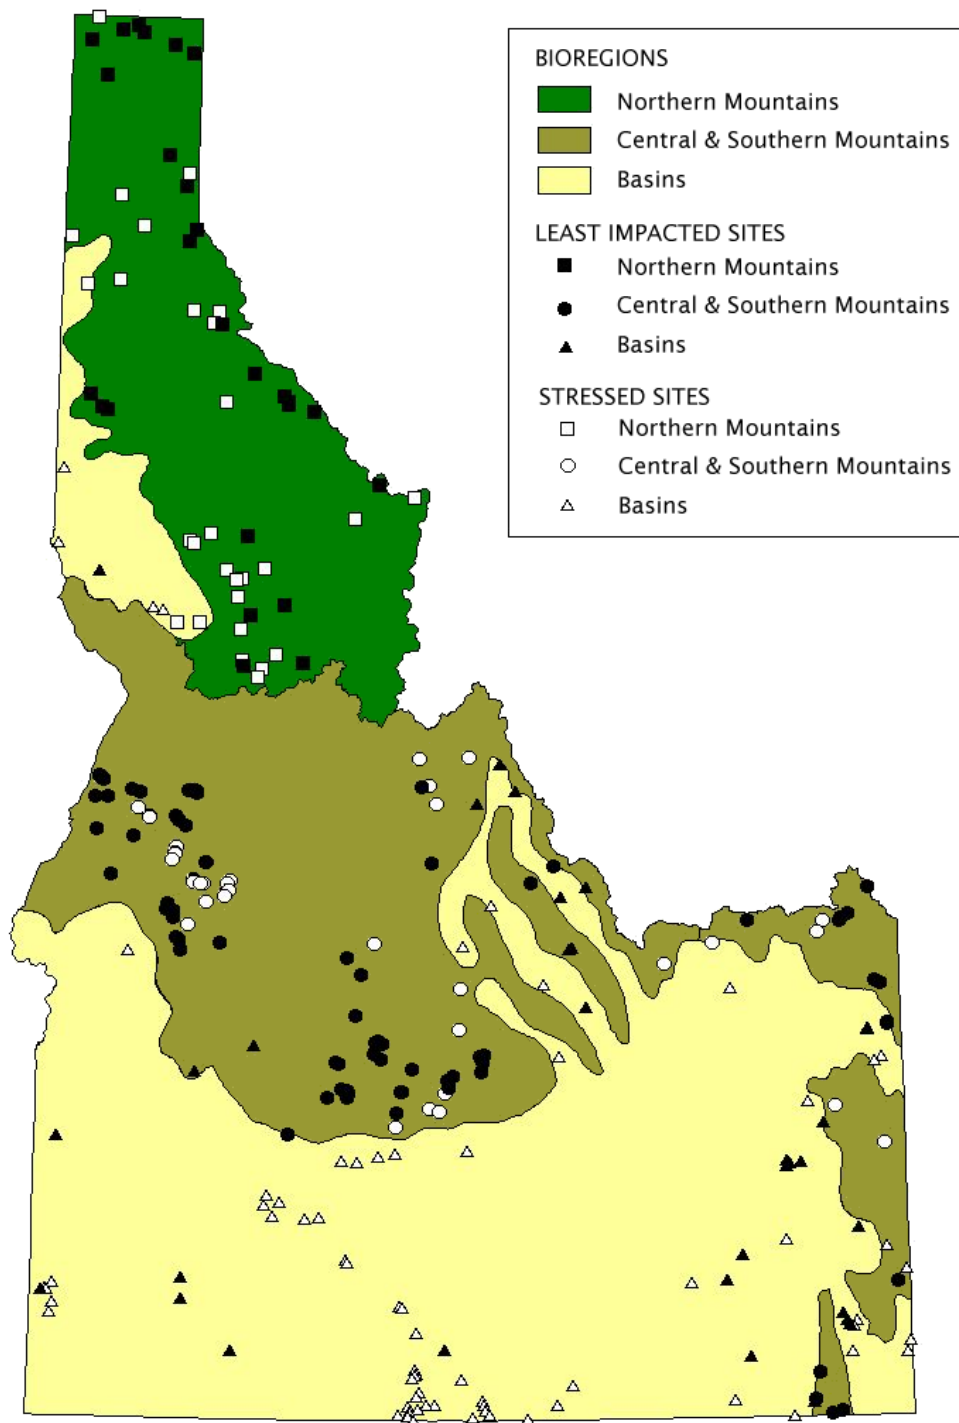 BIOREGIONS
Northern Mountains
Central & Southern Mountains
Basins
LEAST IMPACTED SITES
Northern Mountains
Central & Southern Mountains
Basins
STRESSED SITES
Northern Mountains
Central & Southern Mountains
Basins